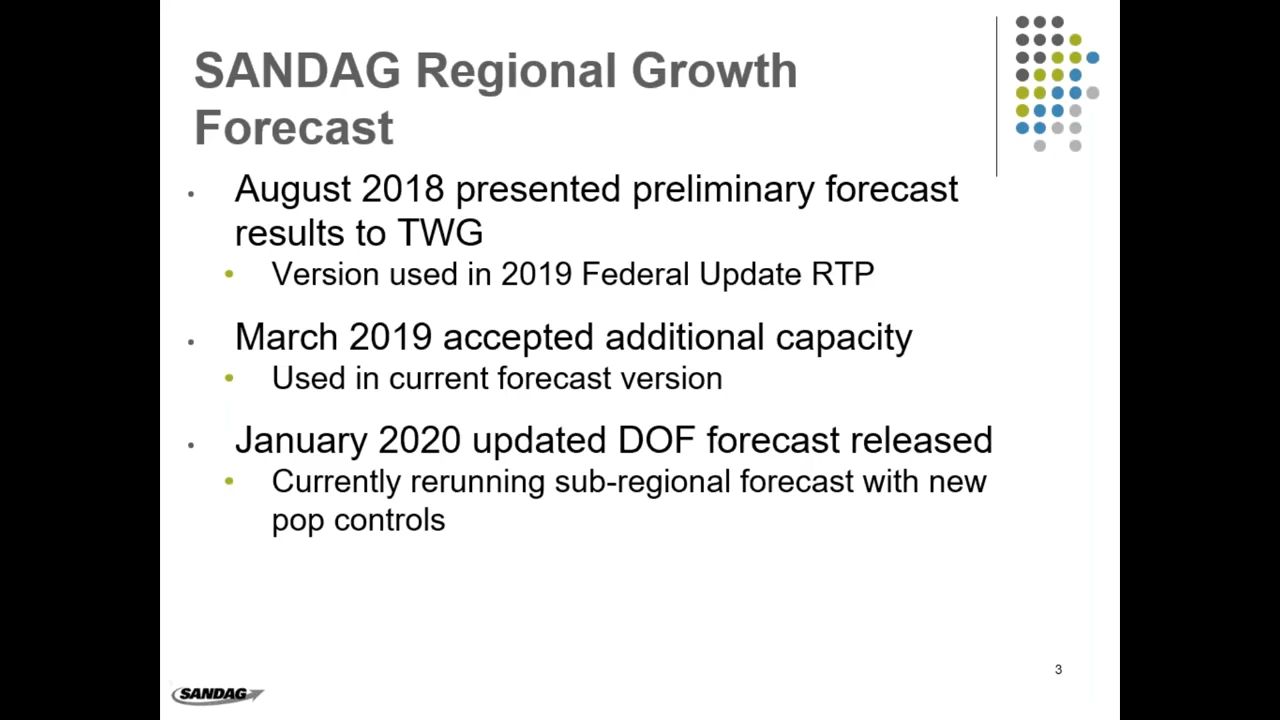 SANDAG Regional Growth
Forecast
• August 2018 presented preliminary forecast
results to TWG
• Version used in 2019 Federal Update RTP
• March 2019 accepted additional capacity
• Used in current forecast version
• January 2020 updated DOF forecast released
• Currently rerunning sub-regional forecast with new
pop controls
3
SANDAG